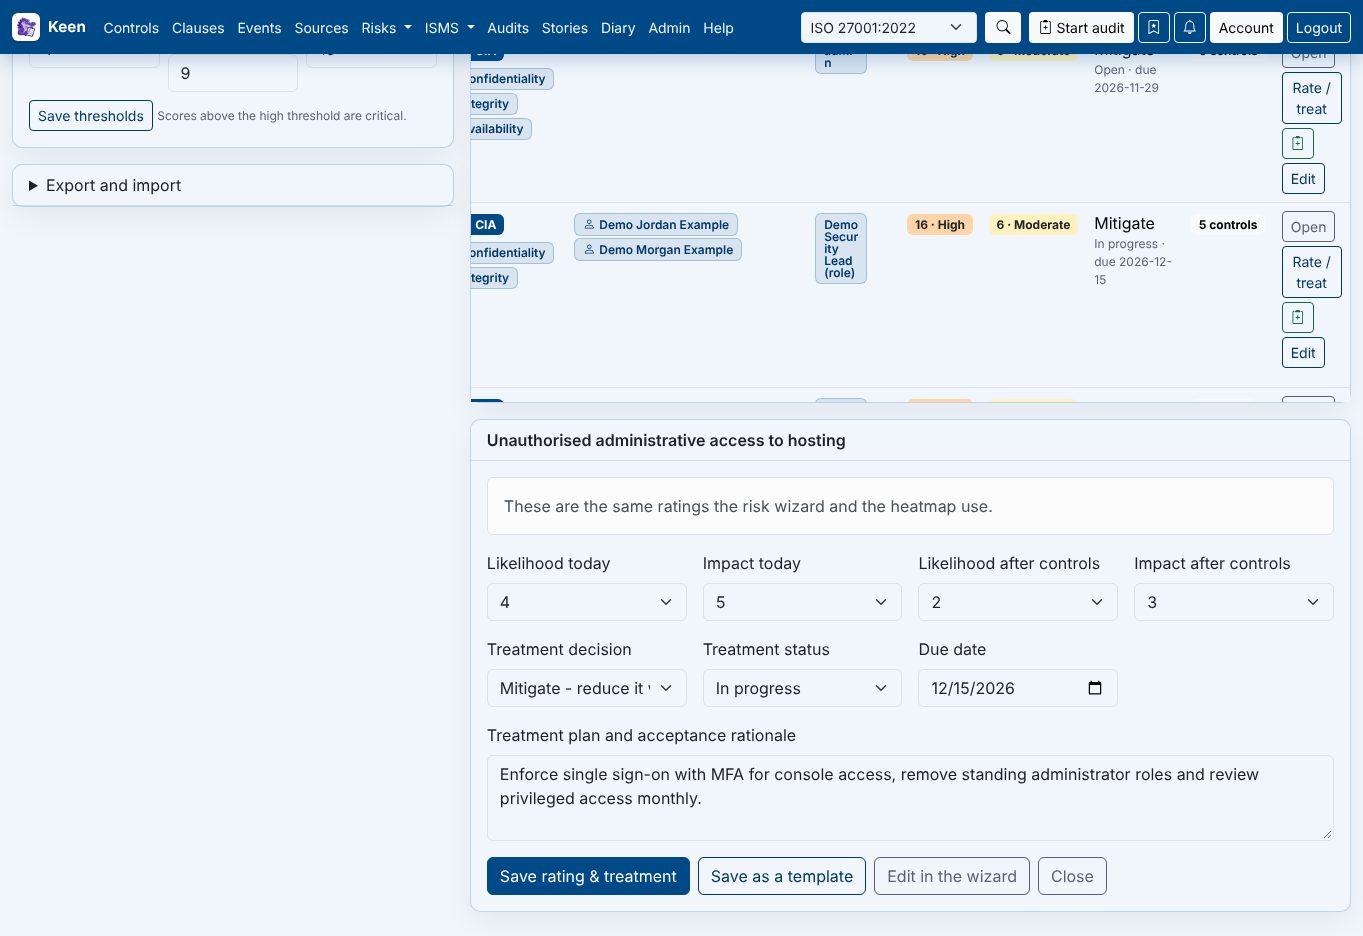 Keen
Controls Clauses Events Sources Risks ISMS Audits Stories Diary Admin Help
ISO 27001:2022
Start audit
Account
Logout
9
Save thresholds
Scores above the high threshold are critical.
Export and import
onfidentiality
tegrity
vailability
n
Open · due
2026-11-29
Open
Rate /
treat
Edit
CIA
onfidentiality
tegrity
Demo Jordan Example
Demo Morgan Example
Demo
Secur
ity
Lead
(role)
16 · High
6 · Moderate
Mitigate
In progress ·
due 2026-12-
15
5 controls
Open
Rate /
treat
Edit
Unauthorised administrative access to hosting
These are the same ratings the risk wizard and the heatmap use.
Likelihood today
4
Impact today
5
Likelihood after controls
2
Impact after controls
3
Treatment decision
Mitigate - reduce it
Treatment status
In progress
Due date
12/15/2026
Treatment plan and acceptance rationale
Enforce single sign-on with MFA for console access, remove standing administrator roles and review
privileged access monthly.
Save rating & treatment
Save as a template
Edit in the wizard
Close